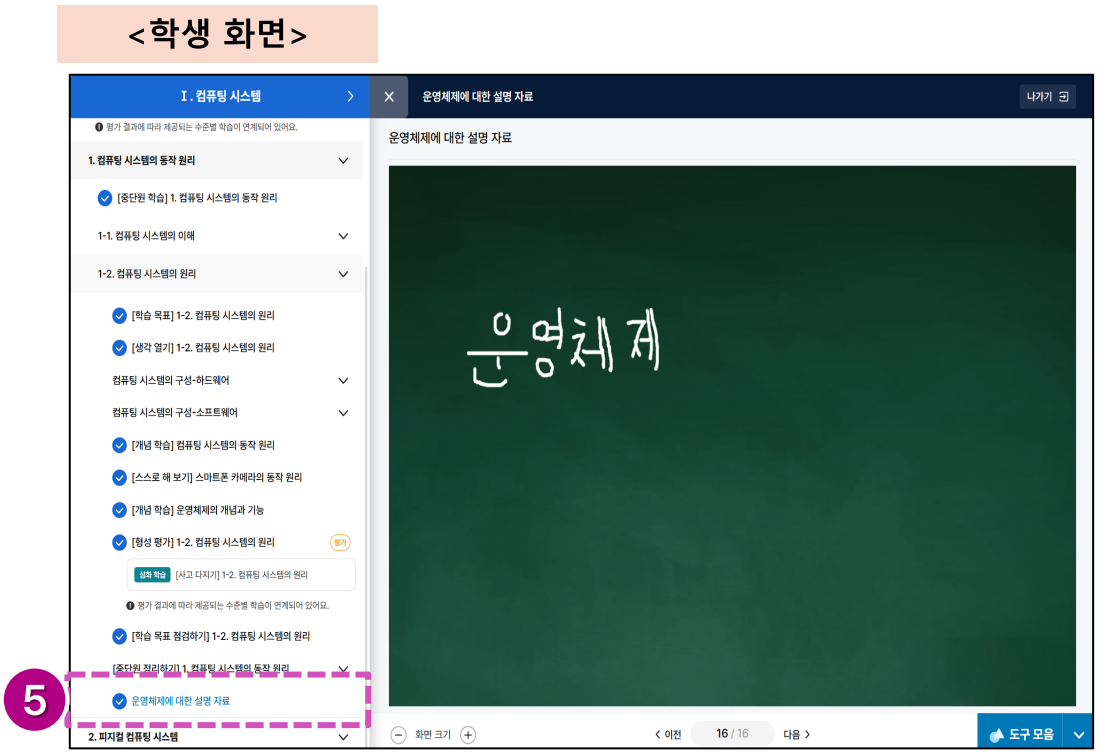 <학생 화면>
Ⅰ. 컴퓨팅 시스템
운영체제에 대한 설명 자료
나가기
평가 결과에 따라 제공되는 수준별 학습이 연계되어 있어요.
1. 컴퓨팅 시스템의 동작 원리
[중단원 학습] 1. 컴퓨팅 시스템의 동작 원리
1-1. 컴퓨팅 시스템의 이해
1-2. 컴퓨팅 시스템의 원리
[학습 목표] 1-2. 컴퓨팅 시스템의 원리
[생각 열기] 1-2. 컴퓨팅 시스템의 원리
컴퓨팅 시스템의 구성-하드웨어
컴퓨팅 시스템의 구성-소프트웨어
[개념 학습] 컴퓨팅 시스템의 동작 원리
[스스로 해 보기] 스마트폰 카메라의 동작 원리
[개념 학습] 운영체제의 개념과 기능
[형성 평가] 1-2. 컴퓨팅 시스템의 원리 평가
심화 학습 [사고 다지기] 1-2. 컴퓨팅 시스템의 원리
평가 결과에 따라 제공되는 수준별 학습이 연계되어 있어요.
[학습 목표 점검하기] 1-2. 컴퓨팅 시스템의 원리
[중단원 정리하기] 1. 컴퓨팅 시스템의 동작 원리
5
운영체제에 대한 설명 자료
2. 피지컬 컴퓨팅 시스템
운영체제에 대한 설명 자료
운영체제
화면 크기
이전 16 / 16 다음
도구 모음